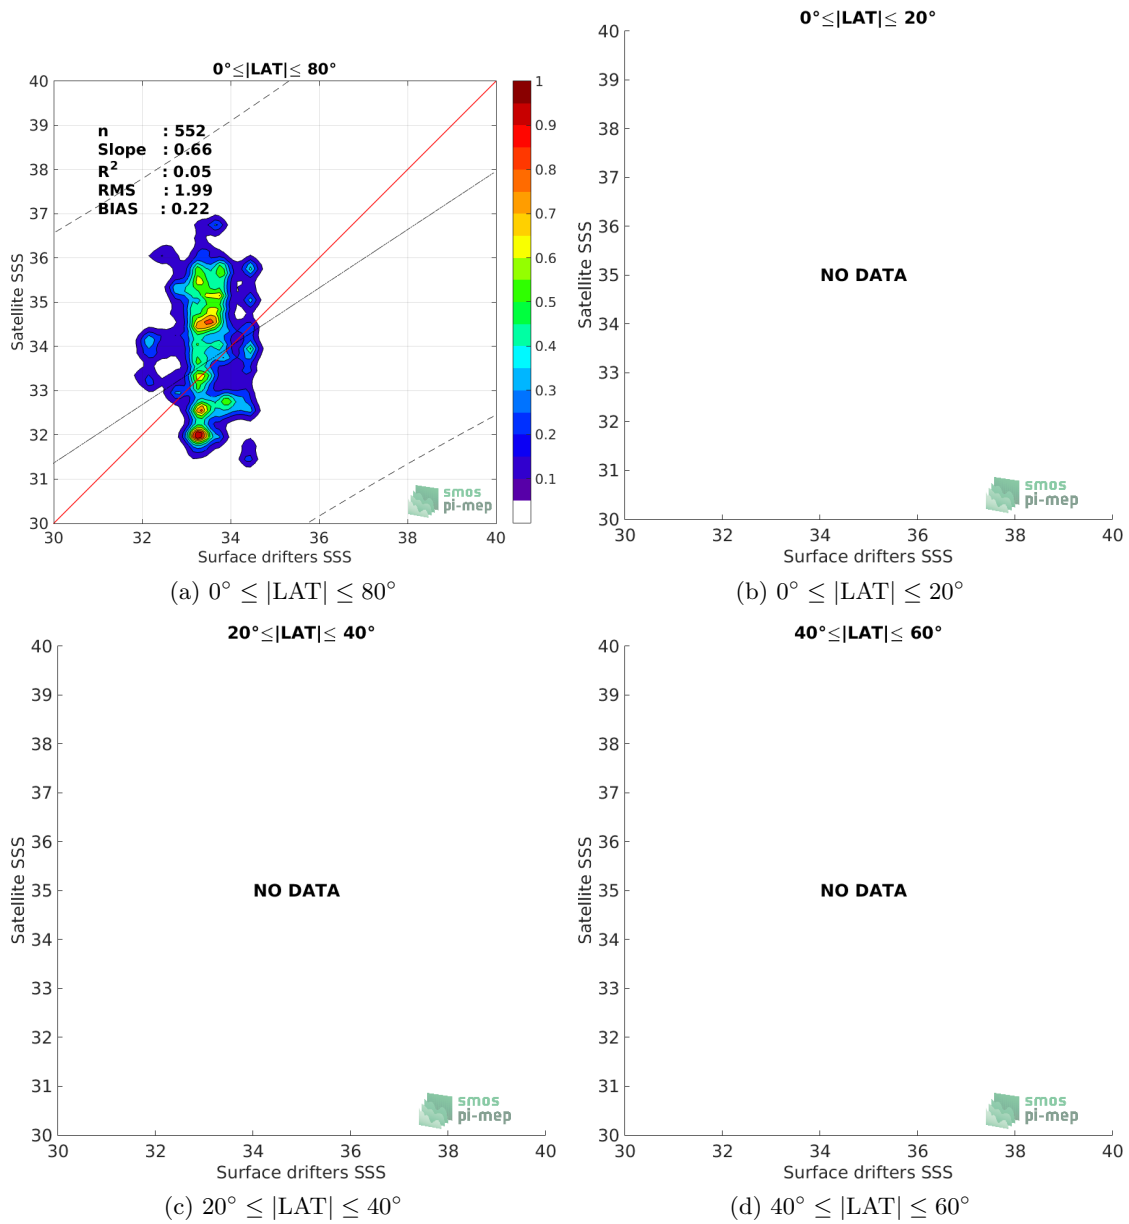 0°≤|LAT|≤ 80°
40
39
38
37
36
35
34
33
32
31
30
Satellite SSS
n : 552
Slope : 0.66
R² : 0.05
RMS : 1.99
BIAS : 0.22
1
0.9
0.8
0.7
0.6
0.5
0.4
0.3
0.2
0.1
smos
pi-mep
30 32 34 36 38 40
Surface drifters SSS
(a) 0° ≤ |LAT| ≤ 80°
0°≤|LAT|≤ 20°
40
39
38
37
36
35
34
33
32
31
30
Satellite SSS
NO DATA
smos
pi-mep
30 32 34 36 38 40
Surface drifters SSS
(b) 0° ≤ |LAT| ≤ 20°
20°≤|LAT|≤ 40°
40
39
38
37
36
35
34
33
32
31
30
Satellite SSS
NO DATA
smos
pi-mep
30 32 34 36 38 40
Surface drifters SSS
(c) 20° ≤ |LAT| ≤ 40°
40°≤|LAT|≤ 60°
40
39
38
37
36
35
34
33
32
31
30
Satellite SSS
NO DATA
smos
pi-mep
30 32 34 36 38 40
Surface drifters SSS
(d) 40° ≤ |LAT| ≤ 60°